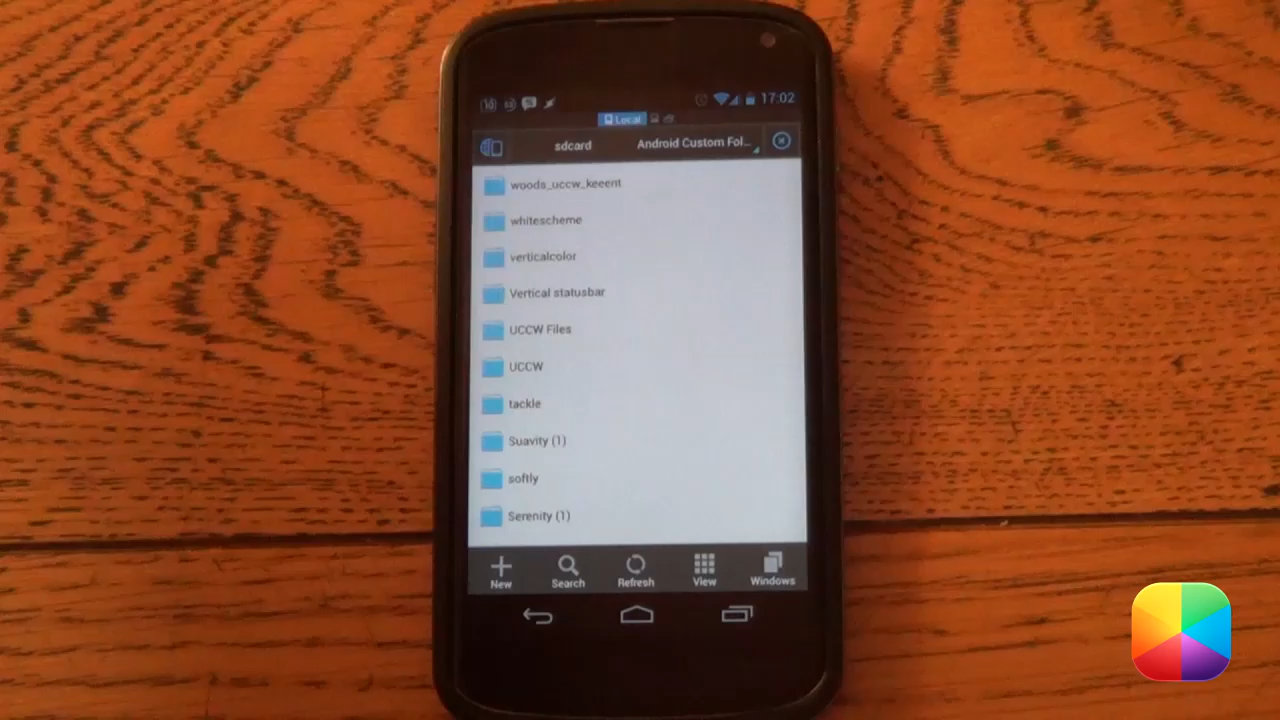 17:02
Local
sdcard
Android Custom Fol...
woods_uccw_keeent
whitescheme
verticalcolor
Vertical statusbar
UCCW Files
UCCW
tackle
Suavity (1)
softly
Serenity (1)
New
Search
Refresh
View
Windows